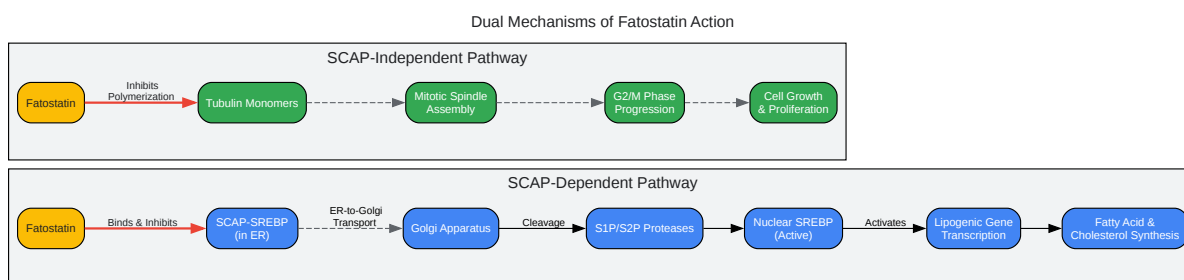 Dual Mechanisms of Fatostatin Action
SCAP-Independent Pathway
Fatostatin
Inhibits
Polymerization
Tubulin Monomers
Mitotic Spindle
Assembly
G2/M Phase
Progression
Cell Growth
& Proliferation
SCAP-Dependent Pathway
Fatostatin
Binds & Inhibits
SCAP-SREBP
(in ER)
ER-to-Golgi
Transport
Golgi Apparatus
Cleavage
S1P/S2P Proteases
Nuclear SREBP
(Active)
Activates
Lipogenic Gene
Transcription
Fatty Acid &
Cholesterol Synthesis